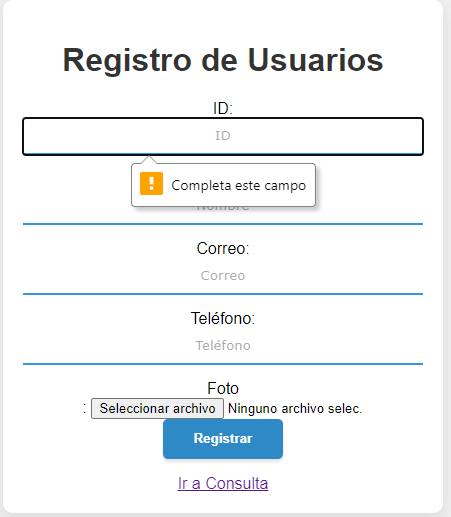 Registro de Usuarios
ID:
ID
Completa este campo
Nombre
Correo:
Correo
Teléfono:
Teléfono
Foto
: Seleccionar archivo Ninguno archivo selec.
Registrar
Ir a Consulta